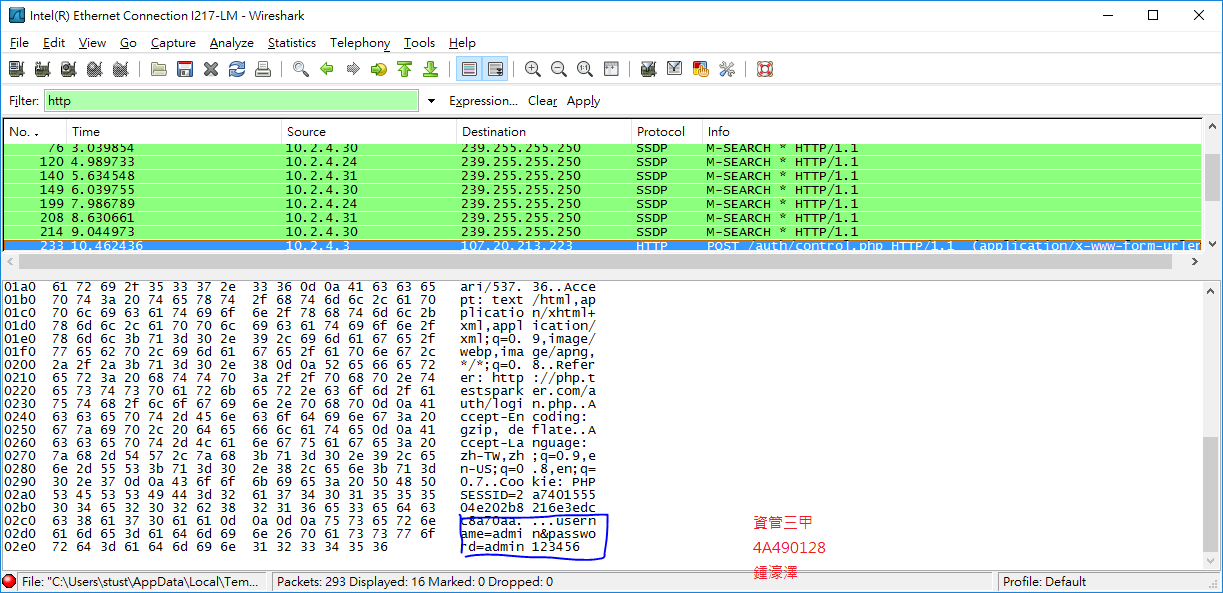 Intel(R) Ethernet Connection I217-LM - Wireshark
File Edit View Go Capture Analyze Statistics Telephony Tools Help
Filter: http Expression... Clear Apply
No. Time Source Destination Protocol Info
76 3.039854 10.2.4.30 239.255.255.250 SSDP M-SEARCH * HTTP/1.1
120 4.989733 10.2.4.24 239.255.255.250 SSDP M-SEARCH * HTTP/1.1
140 5.634548 10.2.4.31 239.255.255.250 SSDP M-SEARCH * HTTP/1.1
149 6.039755 10.2.4.30 239.255.255.250 SSDP M-SEARCH * HTTP/1.1
199 7.986789 10.2.4.24 239.255.255.250 SSDP M-SEARCH * HTTP/1.1
208 8.630661 10.2.4.31 239.255.255.250 SSDP M-SEARCH * HTTP/1.1
214 9.044973 10.2.4.30 239.255.255.250 SSDP M-SEARCH * HTTP/1.1
233 10.462436 10.2.4.3 107.20.213.223 HTTP POST /auth/control.php HTTP/1.1 (application/x-www-form-urlen
01a0 61 72 69 2f 35 33 37 2e 33 36 0d 0a 41 63 63 65 ari/537. 36..Acce
01b0 70 74 3a 20 74 65 78 74 2f 68 74 6d 6c 2c 61 70 pt: text /html,ap
01c0 70 6c 69 63 61 74 69 6f 6e 2f 78 68 74 6d 6c 2b plicatio n/xhtml+
01d0 78 6d 6c 2c 61 70 70 6c 69 63 61 74 69 6f 6e 2f xml,appl ication/
01e0 78 6d 6c 3b 71 3d 30 2e 39 2c 69 6d 61 67 65 2f xml;q=0. 9,image/
01f0 77 65 62 70 2c 69 6d 61 67 65 2f 61 70 6e 67 2c webp,ima ge/apng,
0200 2a 2f 2a 3b 71 3d 30 2e 38 0d 0a 52 65 66 65 72 */*;q=0. 8..Refer
0210 65 72 3a 20 68 74 74 70 3a 2f 2f 70 68 70 2e 74 er: http ://php.t
0220 65 73 74 73 70 61 72 6b 65 72 2e 63 6f 6d 2f 61 estspark er.com/a
0230 75 74 68 2f 6c 6f 67 69 6e 2e 70 68 70 0d 0a 41 uth/logi n.php..A
0240 63 63 65 70 74 2d 45 6e 63 6f 64 69 6e 67 3a 20 ccept-En coding:
0250 67 7a 69 70 2c 20 64 65 66 6c 61 74 65 0d 0a 41 gzip, de flate..A
0260 63 63 65 70 74 2d 4c 61 6e 67 75 61 67 65 3a 20 ccept-La nguage:
0270 7a 68 2d 54 57 2c 7a 68 3b 71 3d 30 2e 39 2c 65 zh-TW,zh ;q=0.9,e
0280 6e 2d 55 53 3b 71 3d 30 2e 38 2c 65 6e 3b 71 3d n-US;q=0 .8,en;q=
0290 30 2e 37 0d 0a 43 6f 6f 6b 69 65 3a 20 50 48 50 0.7..Coo kie: PHP
02a0 53 45 53 53 49 44 3d 32 61 37 34 30 31 35 35 35 SESSID=2 a7401555
02b0 30 34 65 32 30 32 62 38 32 31 36 65 33 65 64 63 04e202b8 216e3edc
02c0 63 38 61 37 30 61 61 0d 0a 0d 0a 75 73 65 72 6e c8a70aa. ...usern
02d0 61 6d 65 3d 61 64 6d 69 6e 26 70 61 73 73 77 6f ame=admi n&passwo
02e0 72 64 3d 61 64 6d 69 6e 31 32 33 34 35 36 rd=admin 123456
資管三甲
4A490128
鍾濠澤
File: "C:\Users\stust\AppData\Local\Tem... Packets: 293 Displayed: 16 Marked: 0 Dropped: 0 Profile: Default